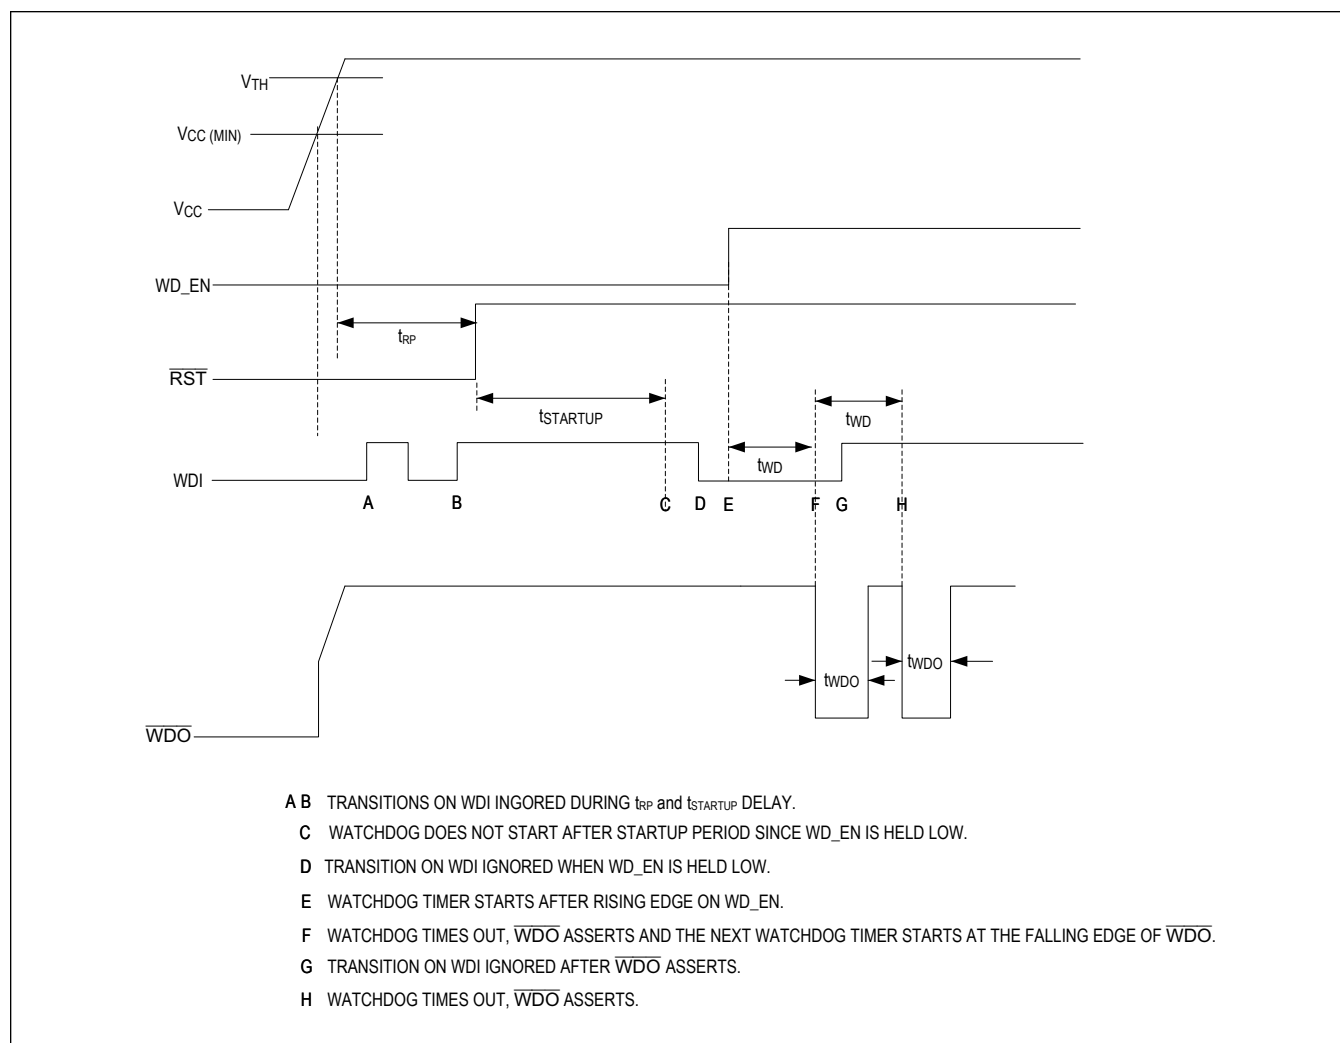 VTH
VCC (MIN)
VCC
WD_EN
tRP
RST
tSTARTUP
tWD
tWD
WDI
A B C D E F G H
tWDO
tWDO
WDO
A B TRANSITIONS ON WDI INGORED DURING tRP and tSTARTUP DELAY.
C WATCHDOG DOES NOT START AFTER STARTUP PERIOD SINCE WD_EN IS HELD LOW.
D TRANSITION ON WDI IGNORED WHEN WD_EN IS HELD LOW.
E WATCHDOG TIMER STARTS AFTER RISING EDGE ON WD_EN.
F WATCHDOG TIMES OUT, WDO ASSERTS AND THE NEXT WATCHDOG TIMER STARTS AT THE FALLING EDGE OF WDO.
G TRANSITION ON WDI IGNORED AFTER WDO ASSERTS.
H WATCHDOG TIMES OUT, WDO ASSERTS.